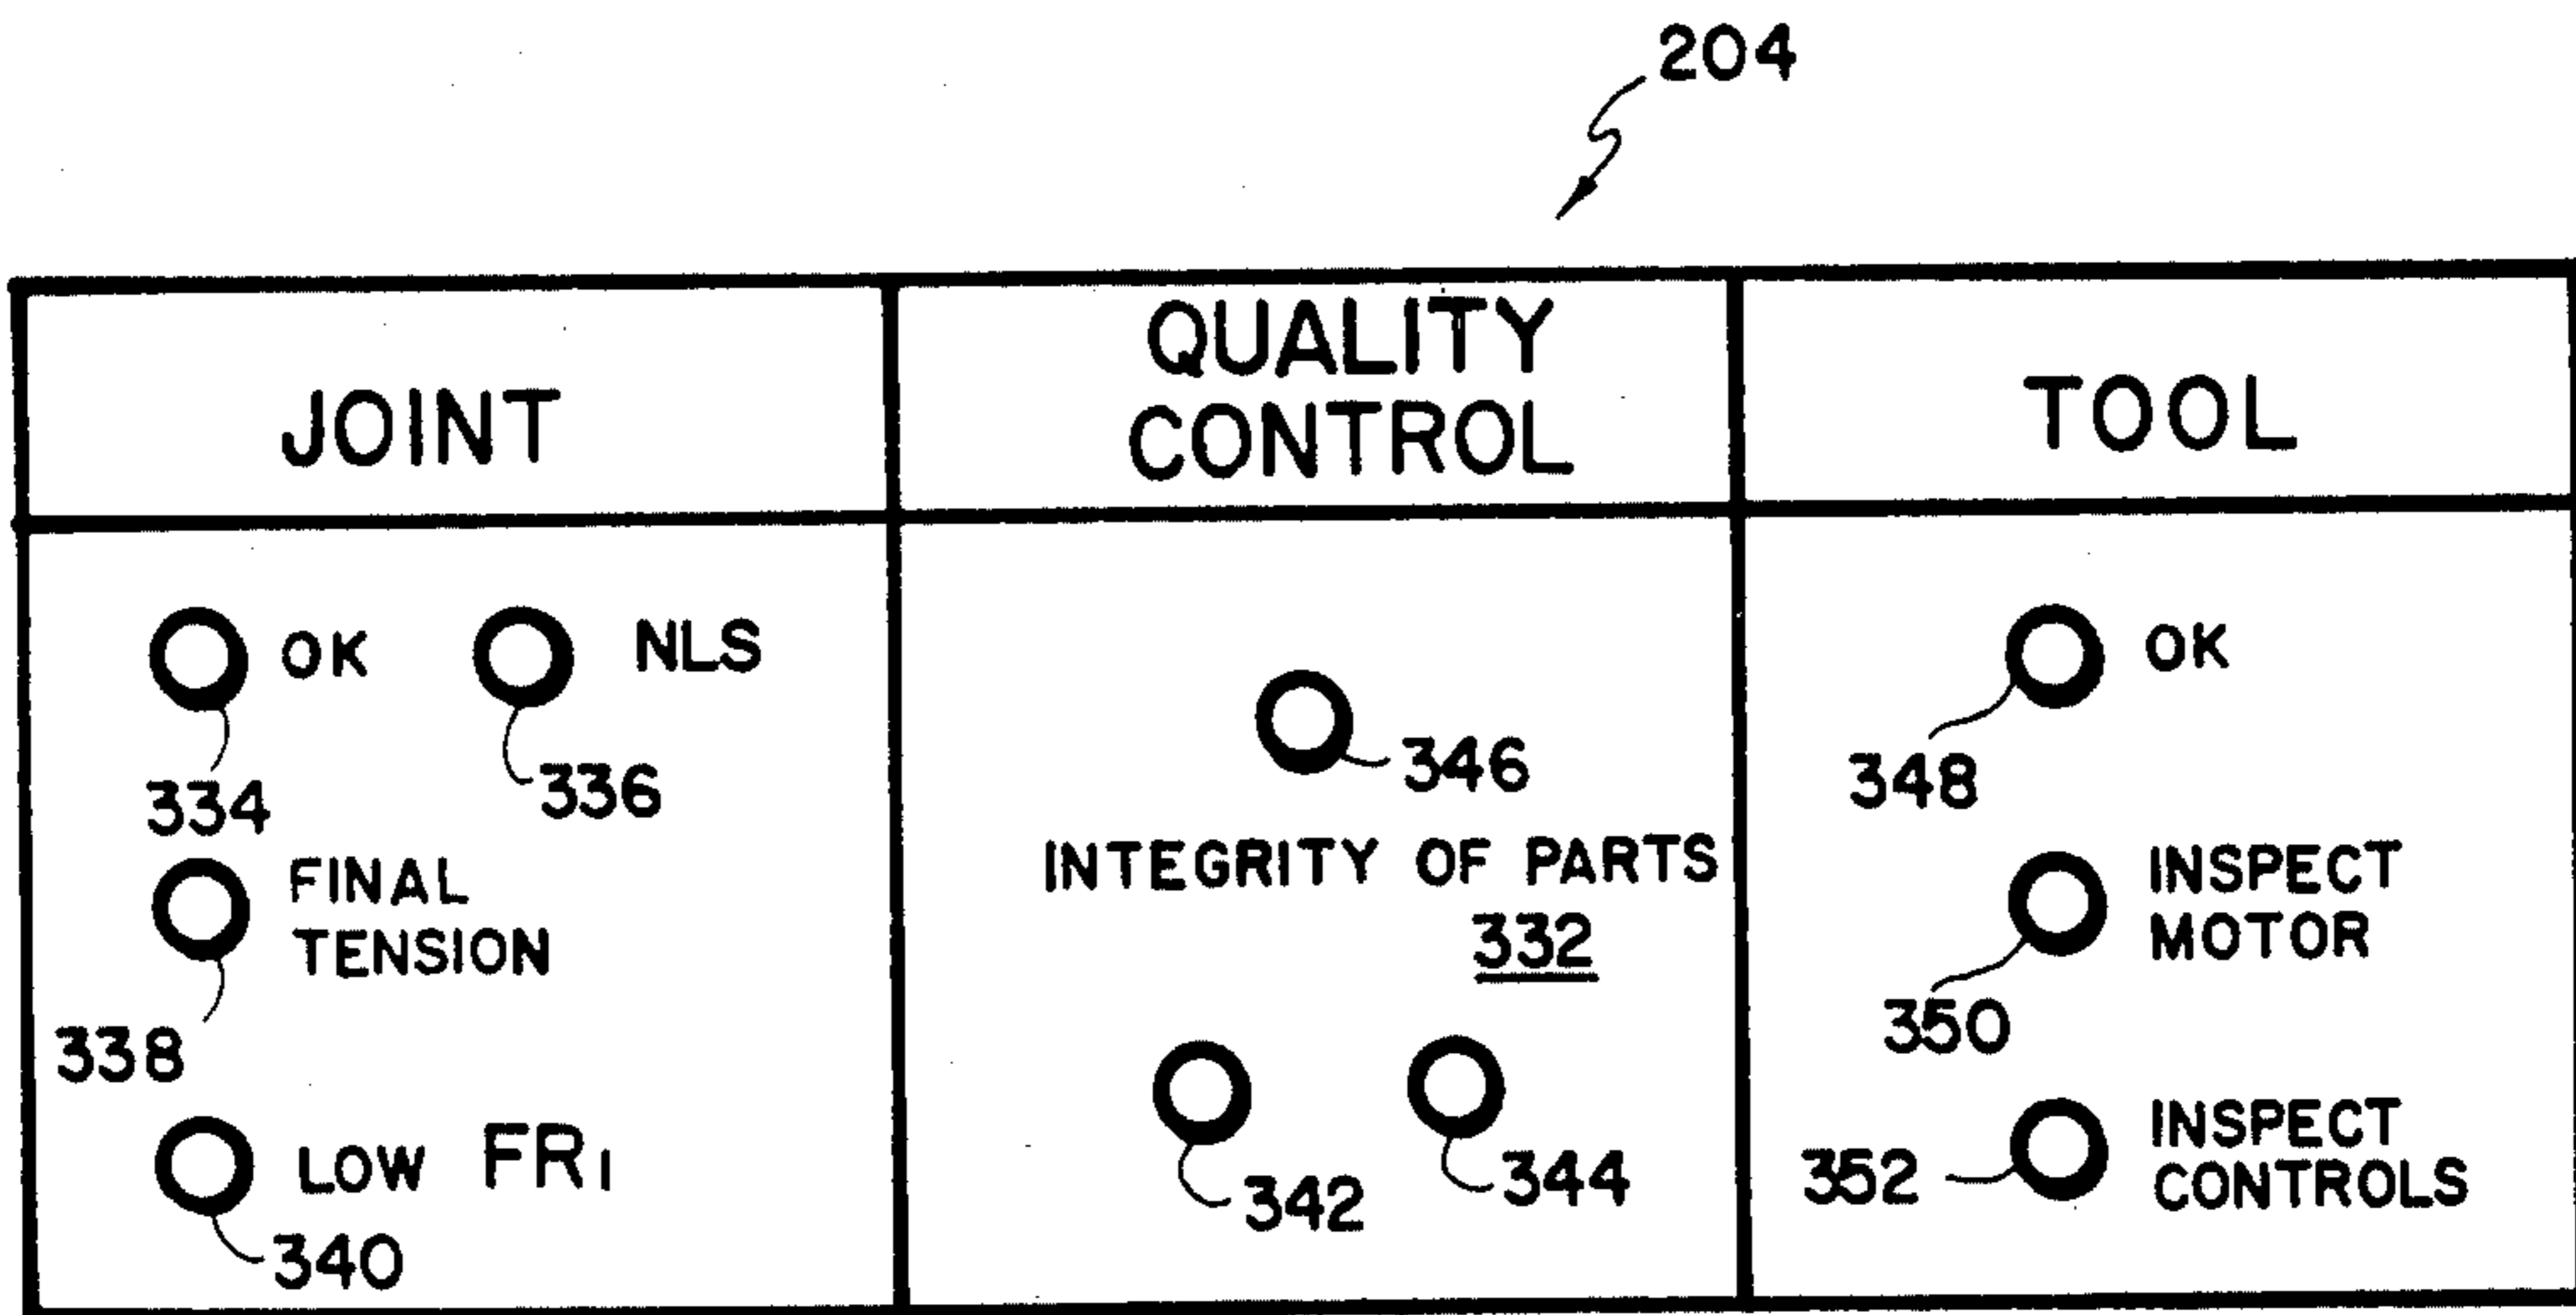 204
JOINT
QUALITY
CONTROL
TOOL
OK NLS
334 336
FINAL
TENSION
338
LOW FR1
340
346
INTEGRITY OF PARTS
332
342 344
OK
348
INSPECT
MOTOR
350
INSPECT
CONTROLS
352